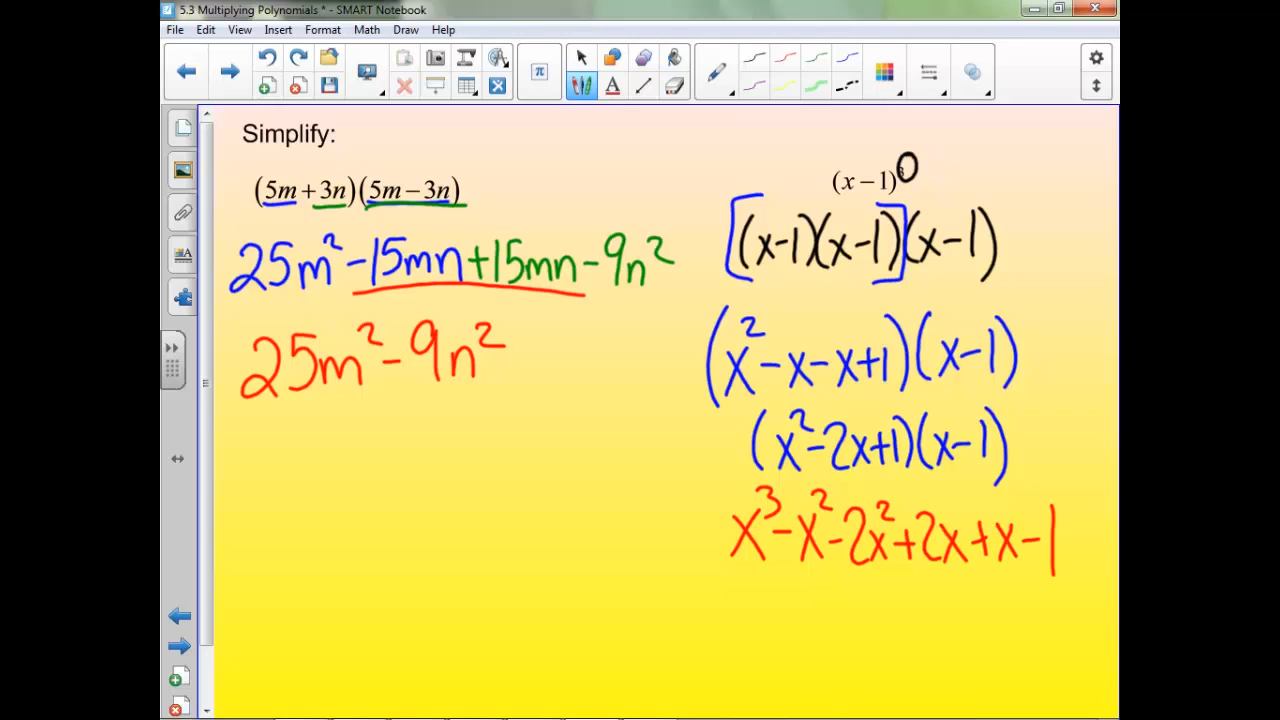 5.3 Multiplying Polynomials * - SMART Notebook
File Edit View Insert Format Math Draw Help
Simplify:
(5m + 3n)(5m − 3n)
25m² - 15mn + 15mn - 9n²
25m² - 9n²
(x − 1)
[(x-1)(x-1)](x-1)
(x² - x - x + 1)(x - 1)
(x² - 2x + 1)(x - 1)
x³ - x² - 2x² + 2x + x - 1